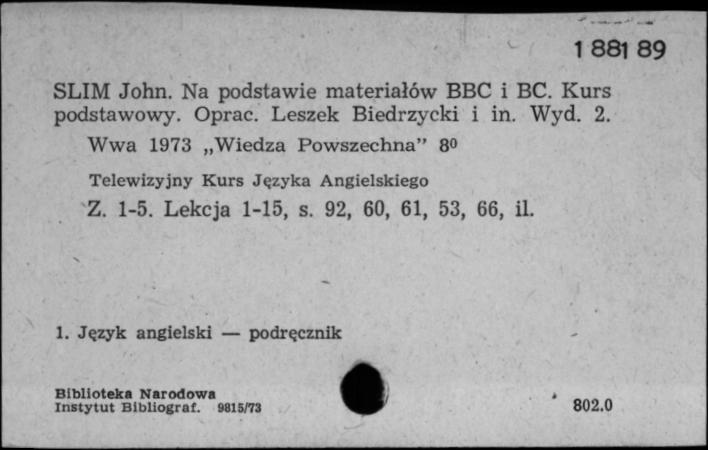 1 881 89
SLIM John. Na podstawie materiałów BBC i BC. Kurs
podstawowy. Oprac. Leszek Biedrzycki i in. Wyd. 2.
Wwa 1973 „Wiedza Powszechna” 8⁰
Telewizyjny Kurs Języka Angielskiego
Z. 1-5. Lekcja 1-15, s. 92, 60, 61, 53, 66, il.
1. Język angielski — podręcznik
Biblioteka Narodowa
Instytut Bibliograf. 9815/73
802.0